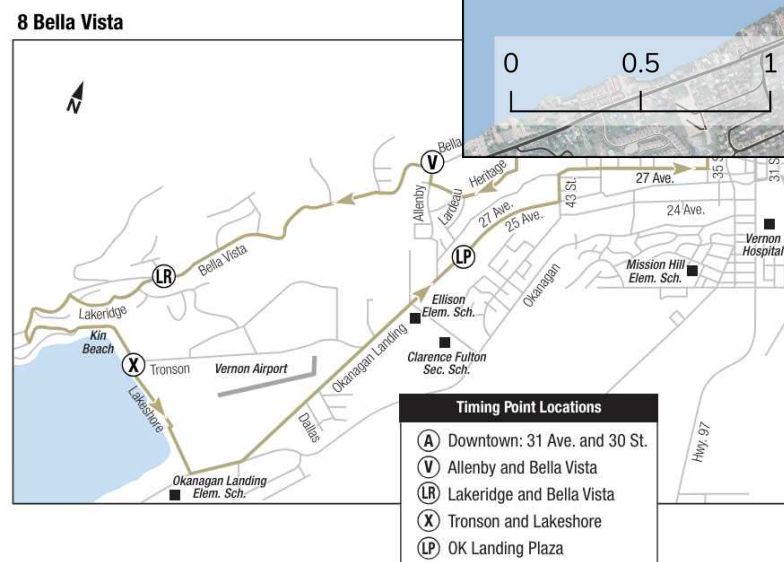 8 Bella Vista
0 0.5 1
N
Bella
V
Heritage
27 Ave.
35 S
31 S
Allenby
Lardeau
27 Ave.
25 Ave.
43 St.
24 Ave.
LP
Vernon
Hospital
LR
Bella Vista
Mission Hill
Elem. Sch.
Okanagan
Ellison
Elem. Sch.
Lakeridge
Kin
Beach
Okanagan Landing
Clarence Fulton
Sec. Sch.
X
Tronson
Vernon Airport
Lakeshore
Dallas
Hwy. 97
Okanagan Landing
Elem. Sch.
Timing Point Locations
A Downtown: 31 Ave. and 30 St.
V Allenby and Bella Vista
LR Lakeridge and Bella Vista
X Tronson and Lakeshore
LP OK Landing Plaza